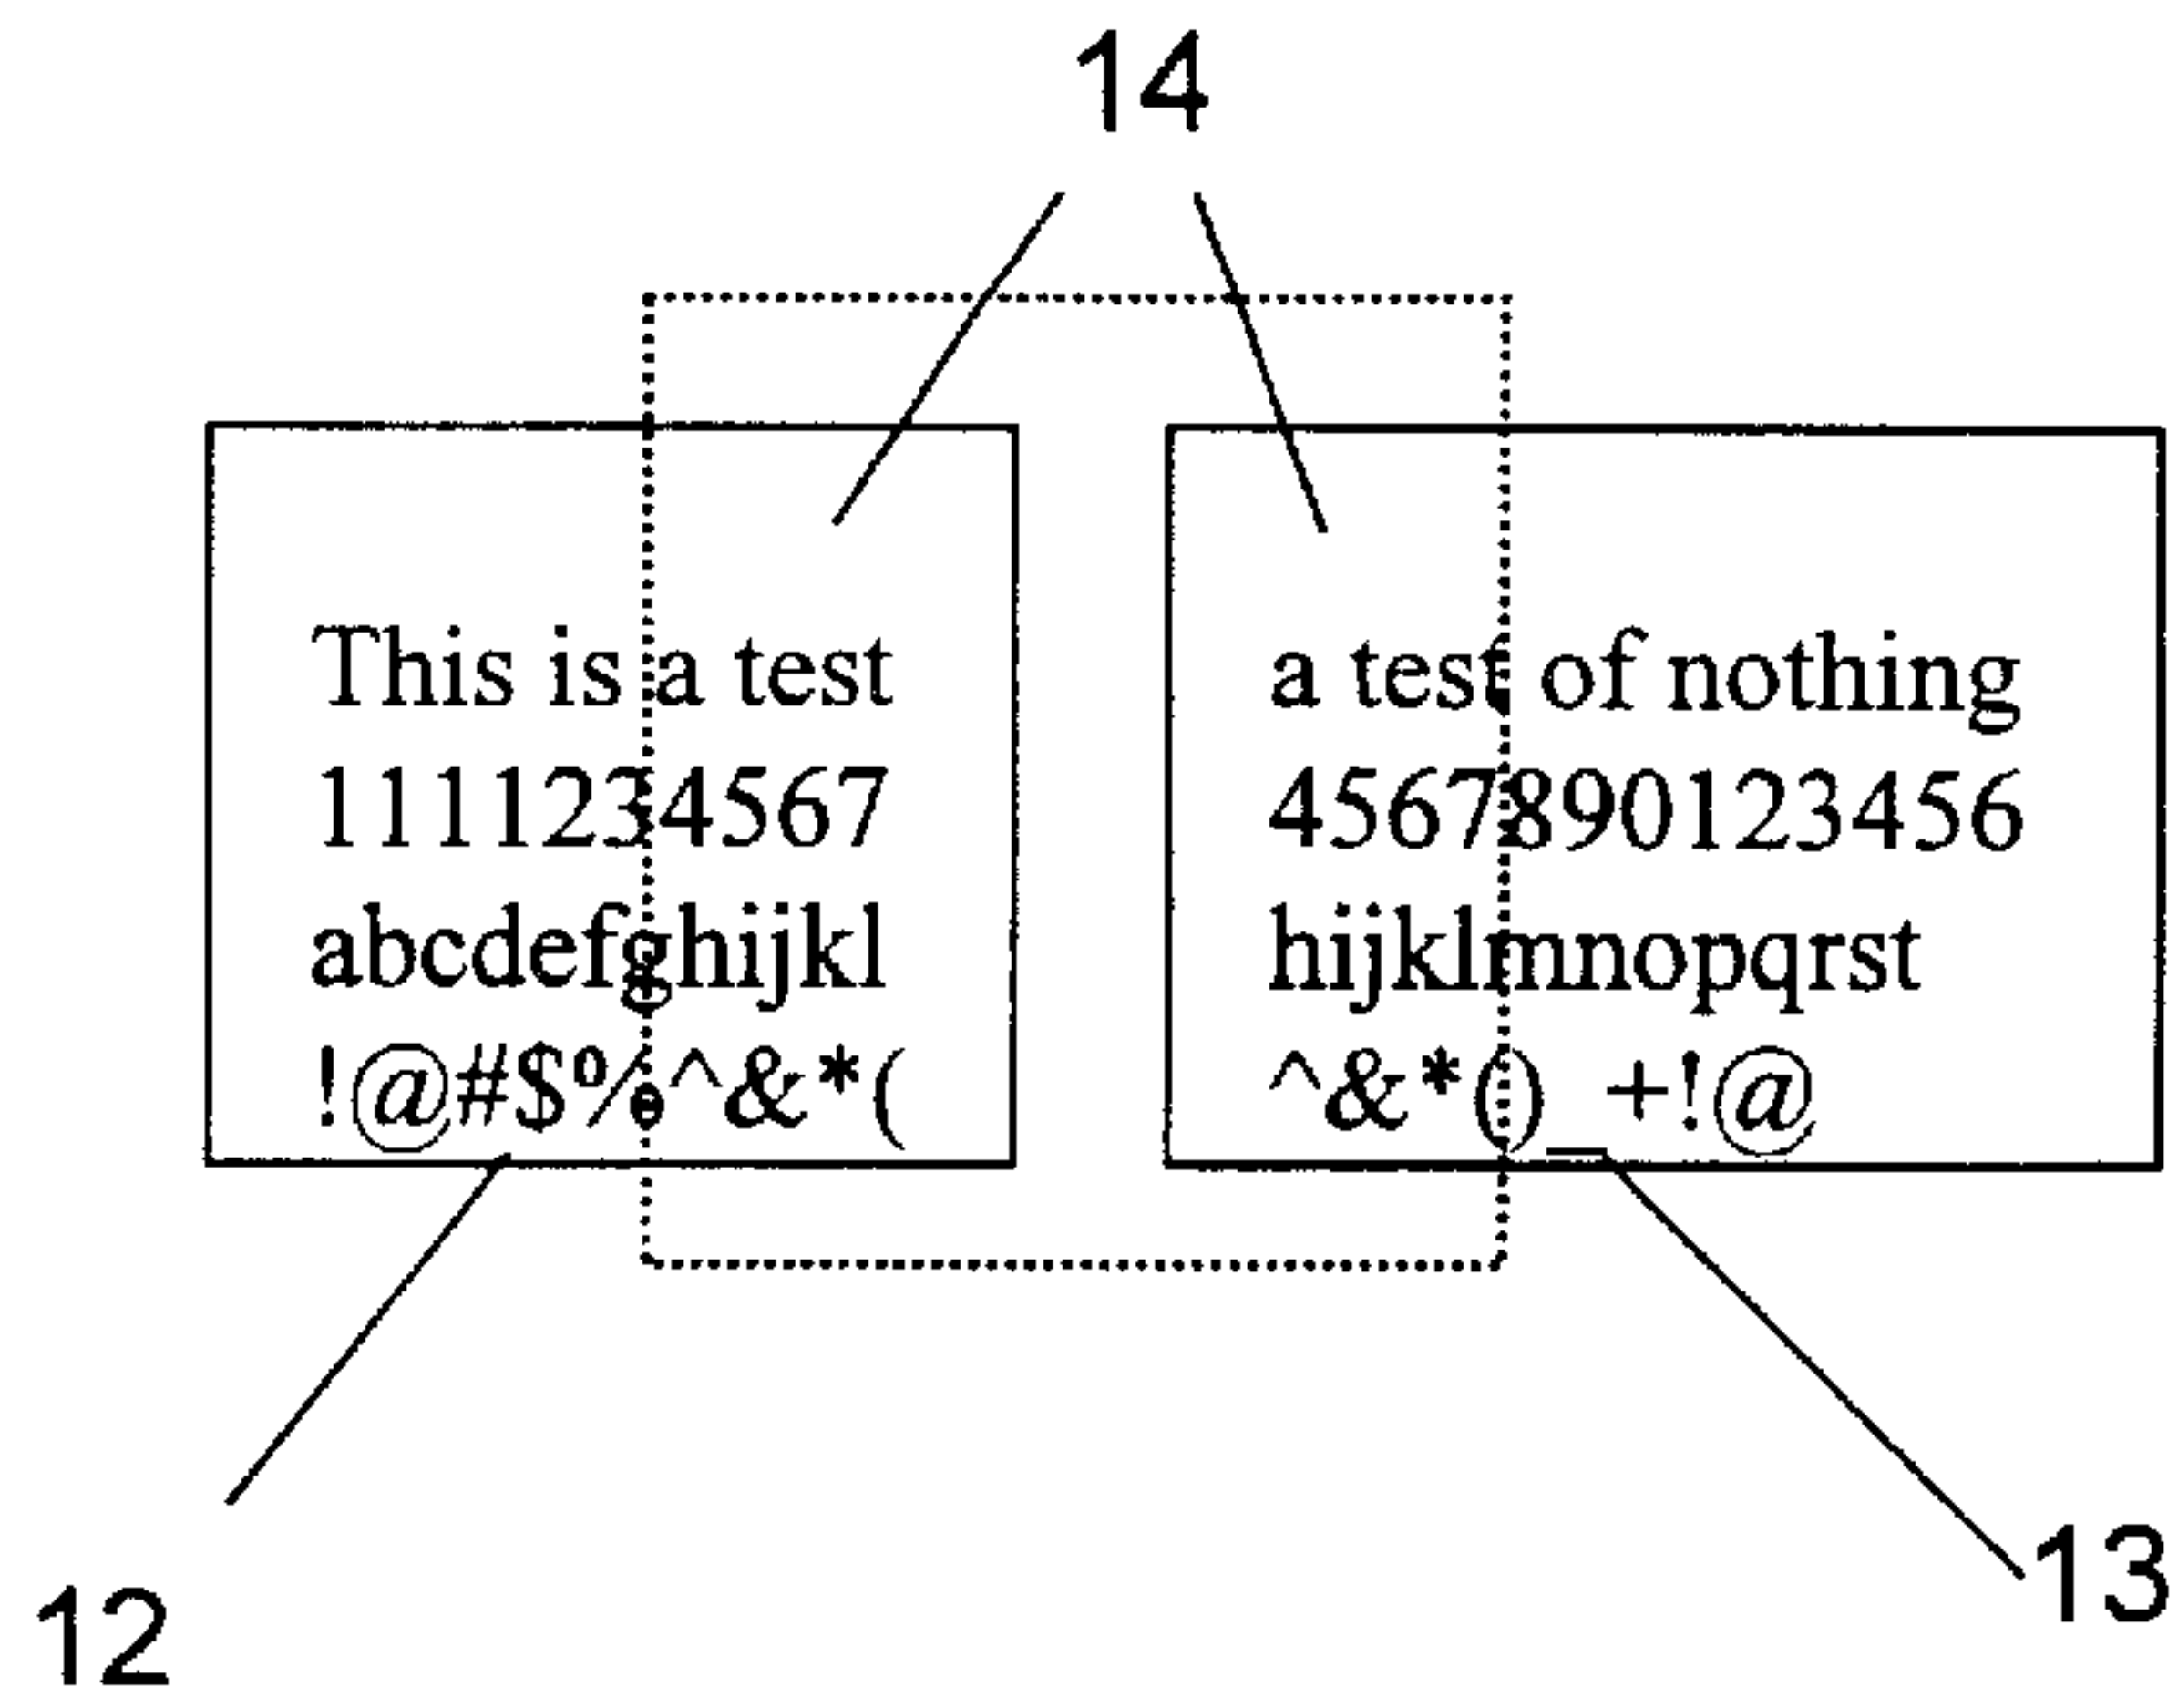 14
This is a test
1111234567
abcdefghijkl
!@#$%^&*(
a test of nothing
4567890123456
hijklmnopqrst
^&*()_+!@
12
13